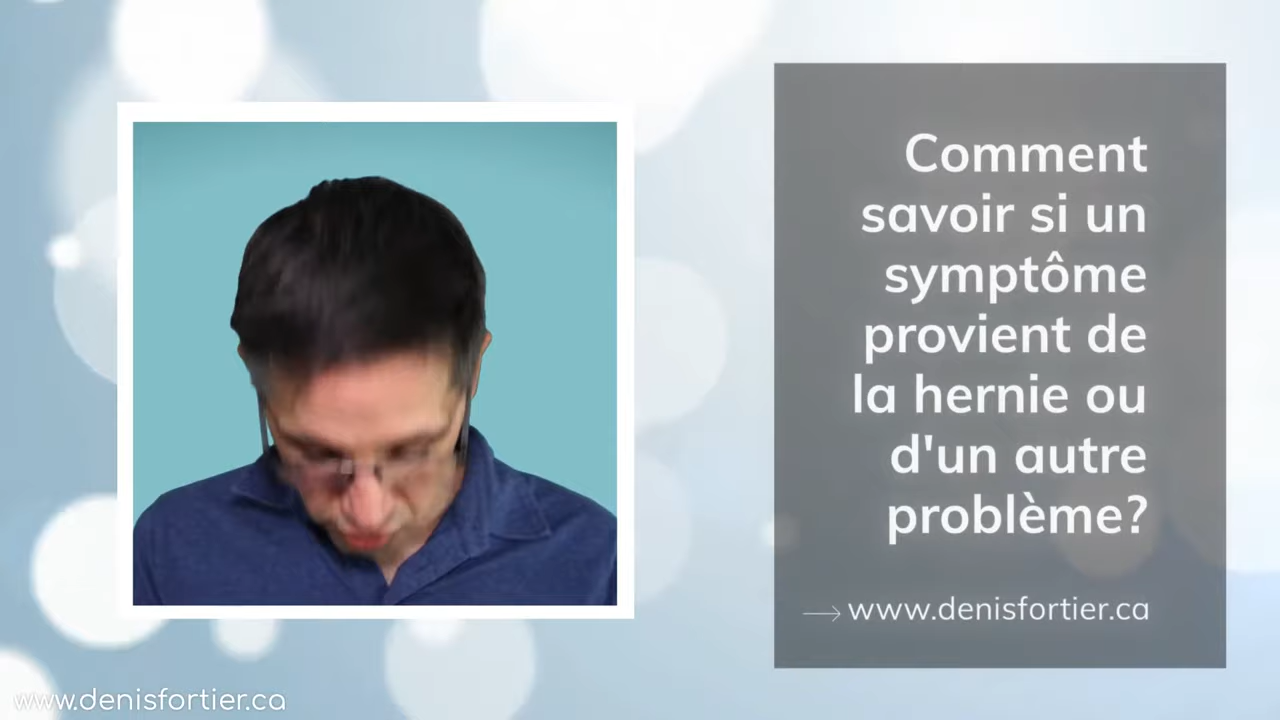 Comment
savoir si un
symptôme
provient de
la hernie ou
d'un autre
problème?
www.denisfortier.ca
www.denisfortier.ca